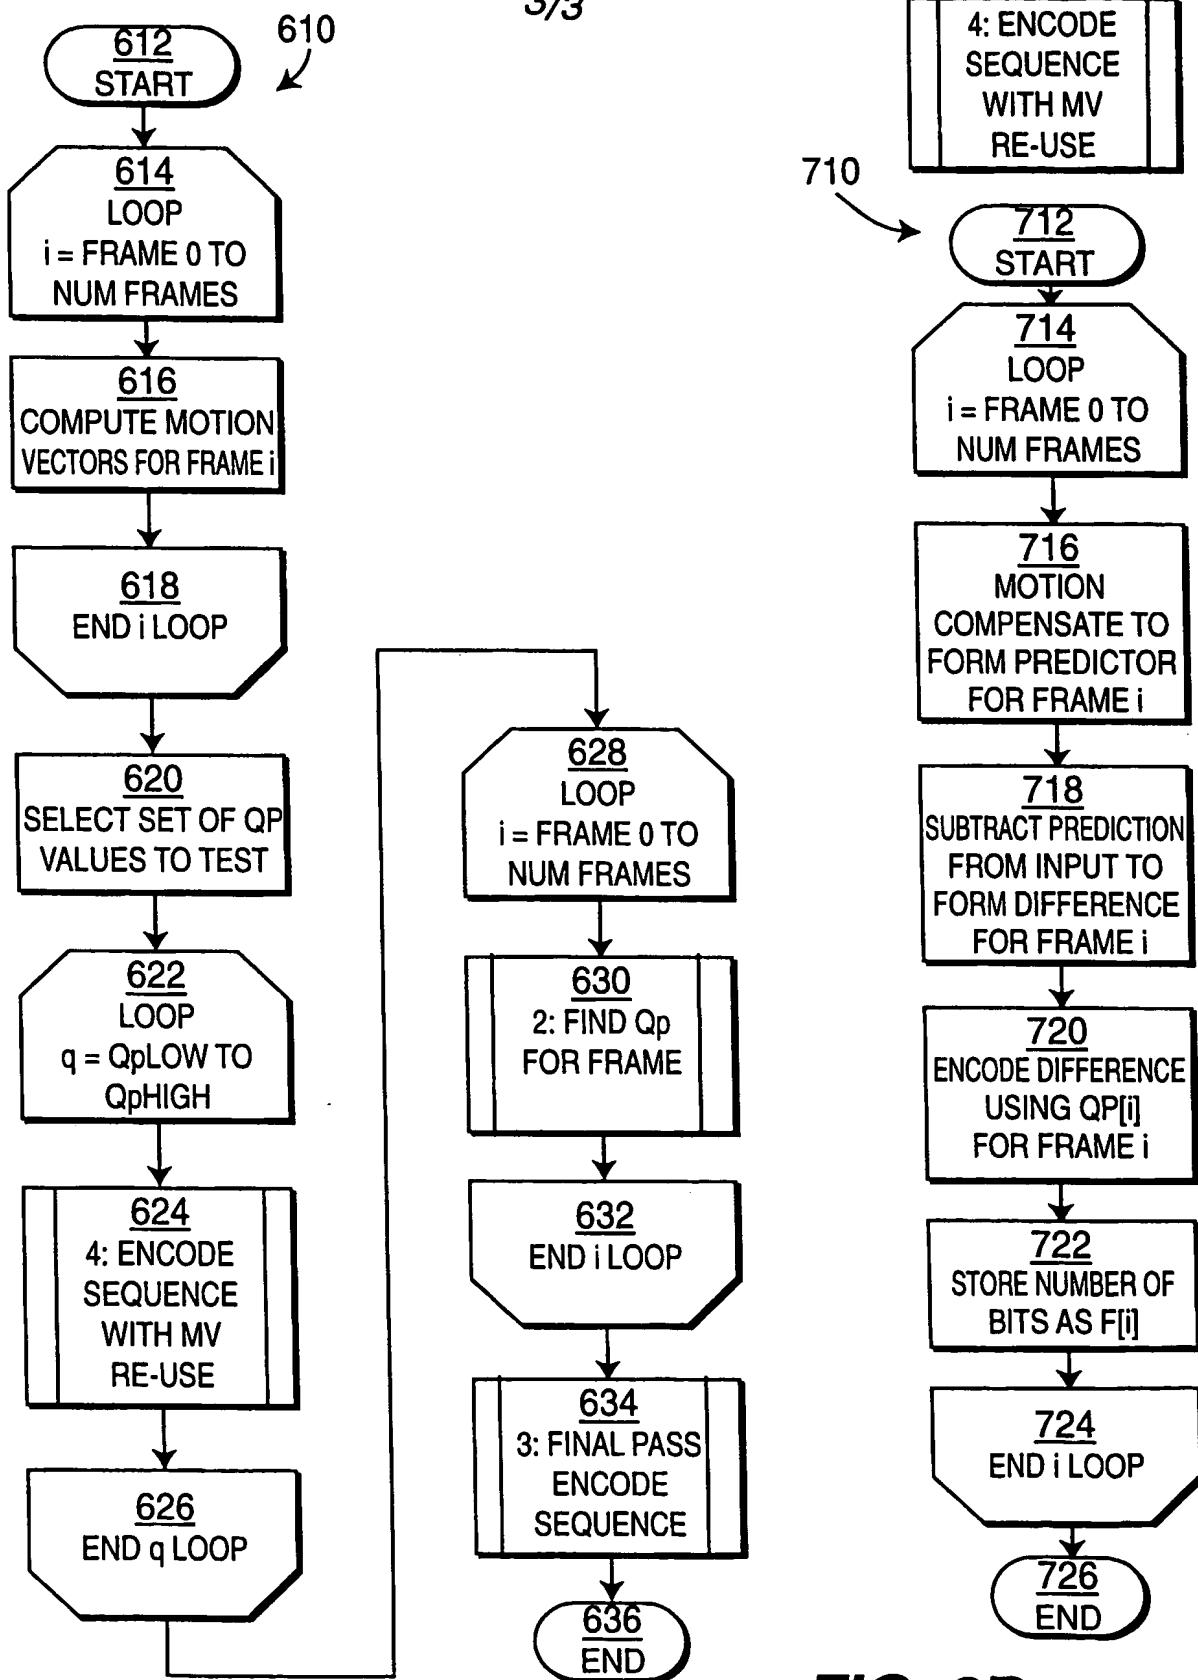 3/3
610
612
START
614
LOOP
i = FRAME 0 TO
NUM FRAMES
616
COMPUTE MOTION
VECTORS FOR FRAME i
618
END i LOOP
620
SELECT SET OF QP
VALUES TO TEST
622
LOOP
q = QpLOW TO
QpHIGH
624
4: ENCODE
SEQUENCE
WITH MV
RE-USE
626
END q LOOP
628
LOOP
i = FRAME 0 TO
NUM FRAMES
630
2: FIND Qp
FOR FRAME
632
END i LOOP
634
3: FINAL PASS
ENCODE
SEQUENCE
636
END
4: ENCODE
SEQUENCE
WITH MV
RE-USE
710
712
START
714
LOOP
i = FRAME 0 TO
NUM FRAMES
716
MOTION
COMPENSATE TO
FORM PREDICTOR
FOR FRAME i
718
SUBTRACT PREDICTION
FROM INPUT TO
FORM DIFFERENCE
FOR FRAME i
720
ENCODE DIFFERENCE
USING QP[i]
FOR FRAME i
722
STORE NUMBER OF
BITS AS F[i]
724
END i LOOP
726
END